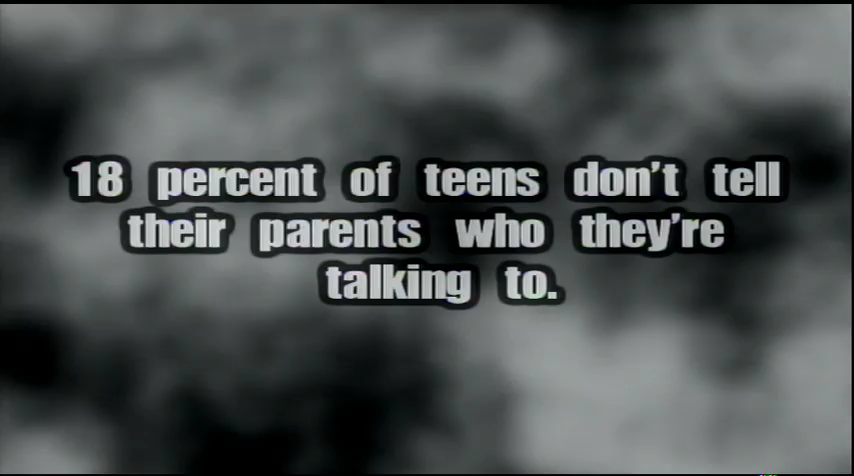 18 percent of teens don't tell
their parents who they're
talking to.